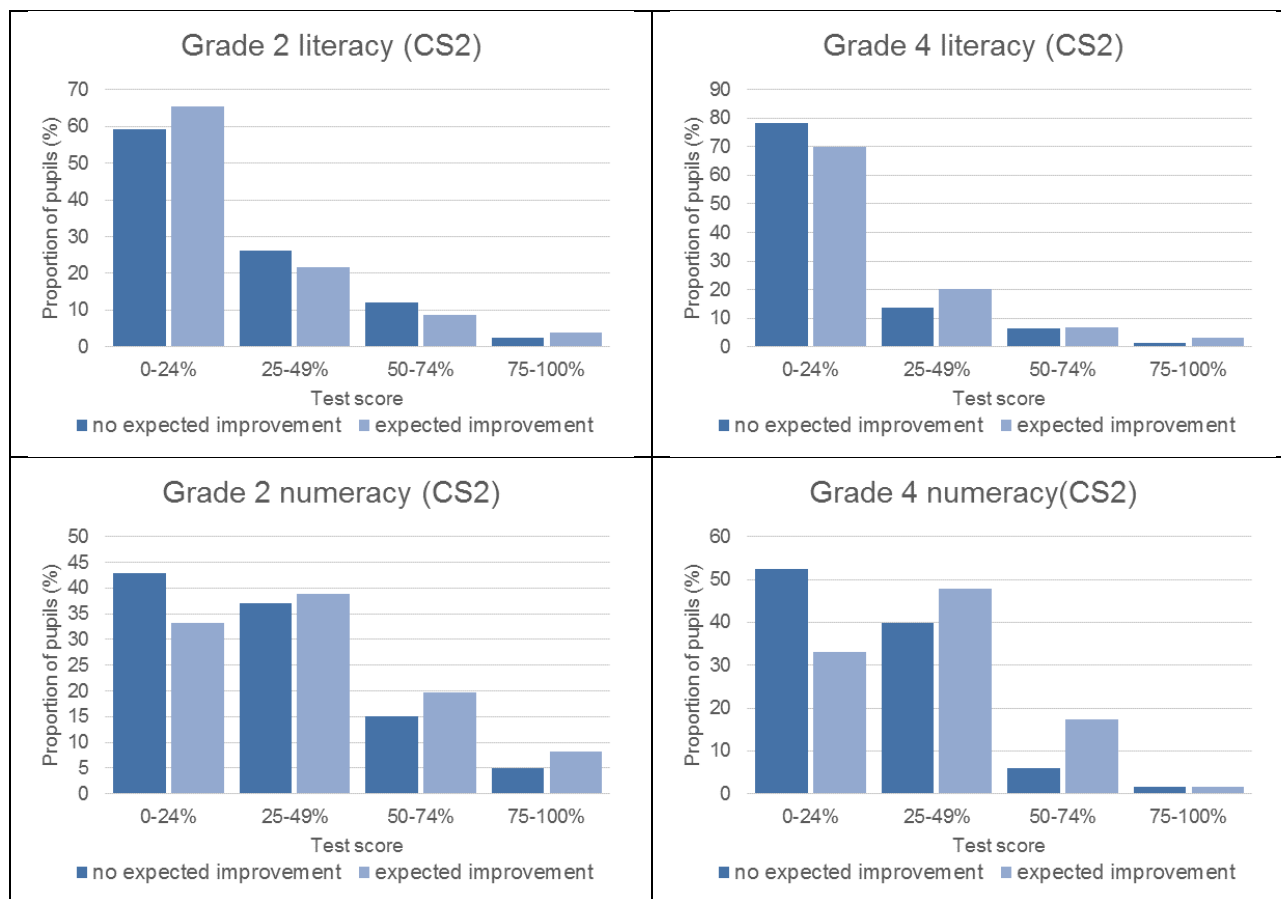 Grade 2 literacy (CS2)
Proportion of pupils (%)
70
60
50
40
30
20
10
0
0-24% 25-49% 50-74% 75-100%
Test score
no expected improvement expected improvement
Grade 4 literacy (CS2)
Proportion of pupils (%)
90
80
70
60
50
40
30
20
10
0
0-24% 25-49% 50-74% 75-100%
Test score
no expected improvement expected improvement
Grade 2 numeracy (CS2)
Proportion of pupils (%)
50
45
40
35
30
25
20
15
10
5
0
0-24% 25-49% 50-74% 75-100%
Test score
no expected improvement expected improvement
Grade 4 numeracy(CS2)
Proportion of pupils (%)
60
50
40
30
20
10
0
0-24% 25-49% 50-74% 75-100%
Test score
no expected improvement expected improvement